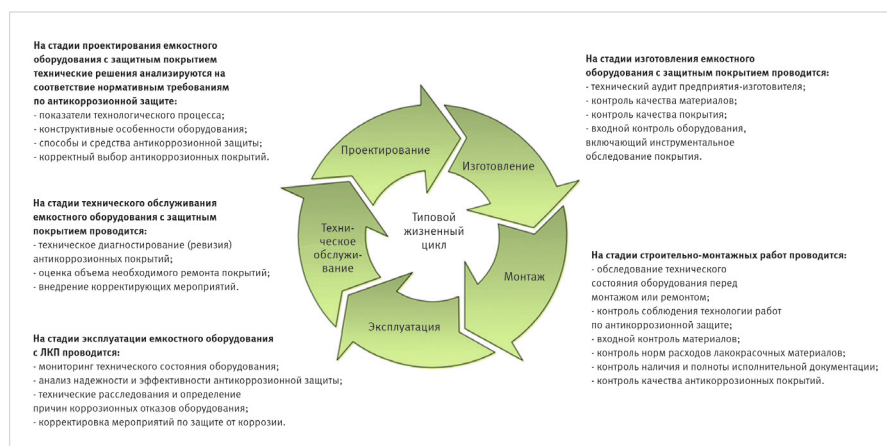 На стадии проектирования емкостного
оборудования с защитным покрытием
технические решения анализируются на
соответствие нормативным требованиям
по антикоррозионной защите:
- показатели технологического процесса;
- конструктивные особенности оборудования;
- способы и средства антикоррозионной защиты;
- корректный выбор антикоррозионных покрытий.
На стадии изготовления емкостного
оборудования с защитным покрытием проводится:
- технический аудит предприятия-изготовителя;
- контроль качества материалов;
- контроль качества покрытия;
- входной контроль оборудования,
включающий инструментальное
обследование покрытия.
Проектирование
Изготовление
Монтаж
Эксплуатация
Техни-
ческое
обслужи-
вание
Типовой
жизненный
цикл
На стадии технического обслуживания
емкостного оборудования с защитным
покрытием проводится:
- техническое диагностирование (ревизия)
антикоррозионных покрытий;
- оценка объема необходимого ремонта покрытий;
- внедрение корректирующих мероприятий.
На стадии строительно-монтажных работ проводится:
- обследование технического
состояния оборудования перед
монтажом или ремонтом;
- контроль соблюдения технологии работ
по антикоррозионной защите;
- входной контроль материалов;
- контроль норм расходов лакокрасочных материалов;
- контроль наличия и полноты исполнительной документации;
- контроль качества антикоррозионных покрытий.
На стадии эксплуатации емкостного оборудования
с ЛКП проводится:
- мониторинг технического состояния оборудования;
- анализ надежности и эффективности антикоррозионной защиты;
- технические расследования и определение
причин коррозионных отказов оборудования;
- корректировка мероприятий по защите от коррозии.